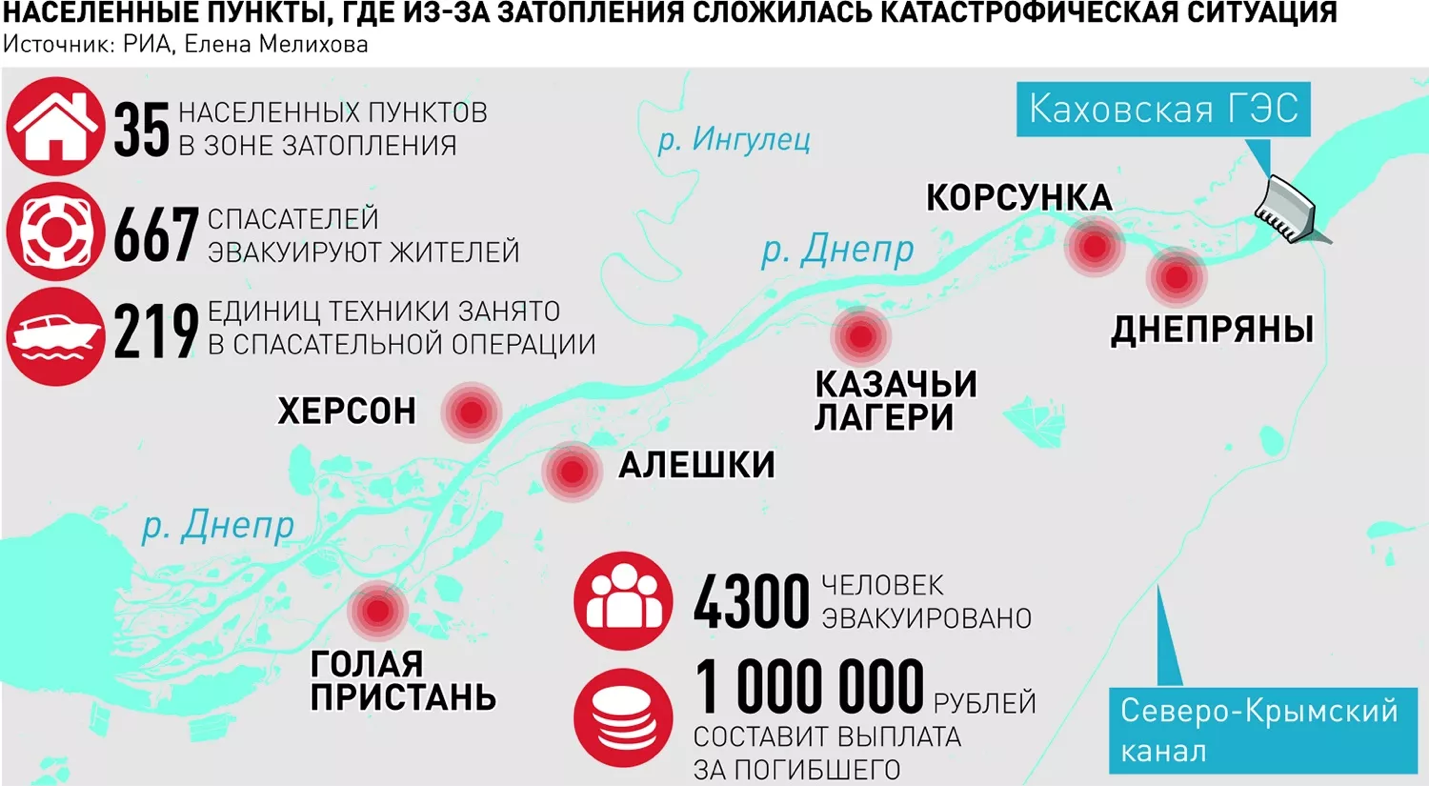 НАСЕЛЕННЫЕ ПУНКТЫ, ГДЕ ИЗ-ЗА ЗАТОПЛЕНИЯ СЛОЖИЛАСЬ КАТАСТРОФИЧЕСКАЯ СИТУАЦИЯ
Источник: РИА, Елена Мелихова
35 НАСЕЛЕННЫХ ПУНКТОВ
В ЗОНЕ ЗАТОПЛЕНИЯ
667 СПАСАТЕЛЕЙ
ЭВАКУИРУЮТ ЖИТЕЛЕЙ
219 ЕДИНИЦ ТЕХНИКИ ЗАНЯТО
В СПАСАТЕЛЬНОЙ ОПЕРАЦИИ
р. Ингулец
Каховская ГЭС
КОРСУНКА
р. Днепр
ДНЕПРЯНЫ
КАЗАЧЬИ
ЛАГЕРИ
ХЕРСОН
АЛЕШКИ
р. Днепр
ГОЛАЯ
ПРИСТАНЬ
4300 ЧЕЛОВЕК
ЭВАКУИРОВАНО
1 000 000 РУБЛЕЙ
СОСТАВИТ ВЫПЛАТА
ЗА ПОГИБШЕГО
Северо-Крымский
канал